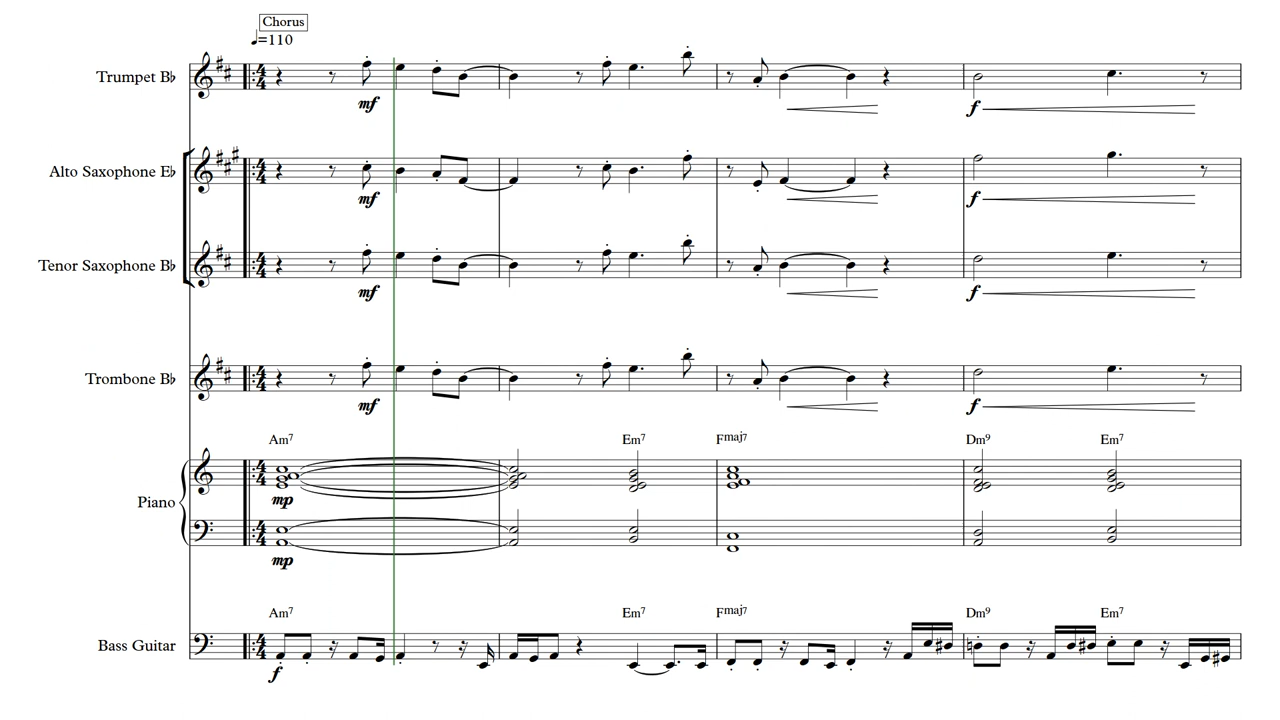 Chorus
♩=110
Trumpet B♭
mf
f
Alto Saxophone E♭
mf
f
Tenor Saxophone B♭
mf
f
Trombone B♭
mf
f
Am7 Em7 Fmaj7 Dm9 Em7
Piano
mp
mp
Am7 Em7 Fmaj7 Dm9 Em7
Bass Guitar
f